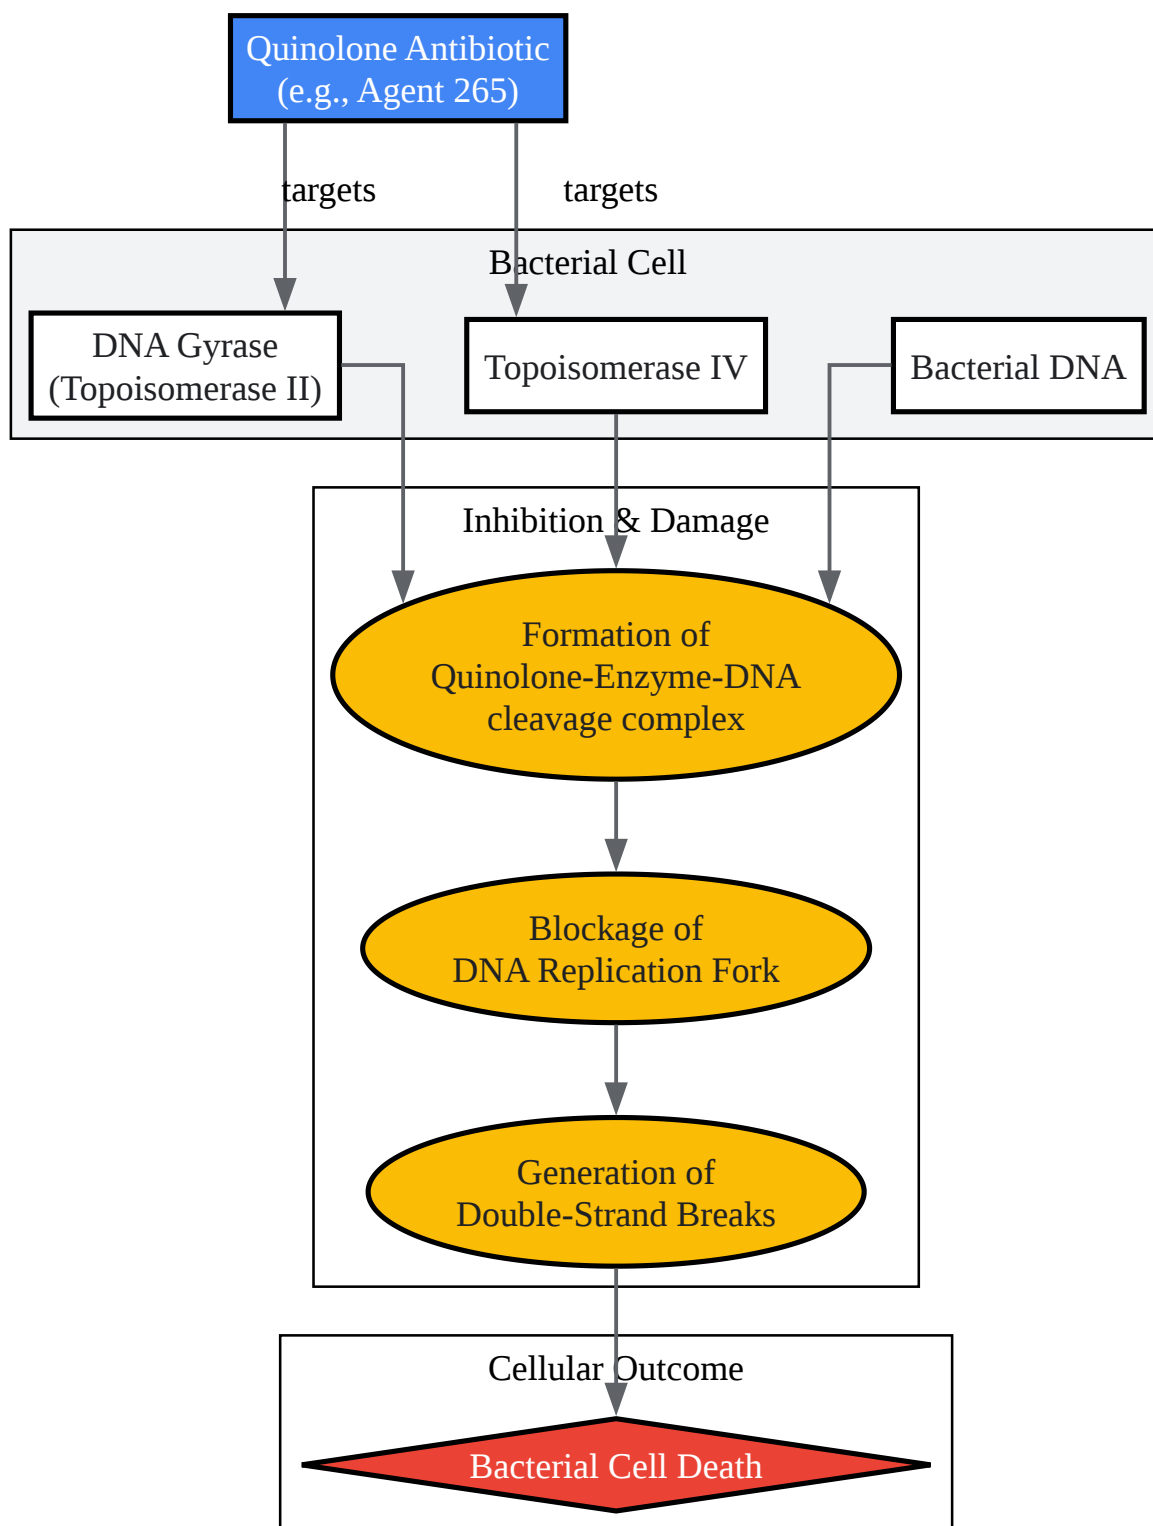 Quinolone Antibiotic
(e.g., Agent 265)
targets
targets
Bacterial Cell
DNA Gyrase
(Topoisomerase II)
Topoisomerase IV
Bacterial DNA
Inhibition & Damage
Formation of
Quinolone-Enzyme-DNA
cleavage complex
Blockage of
DNA Replication Fork
Generation of
Double-Strand Breaks
Cellular Outcome
Bacterial Cell Death